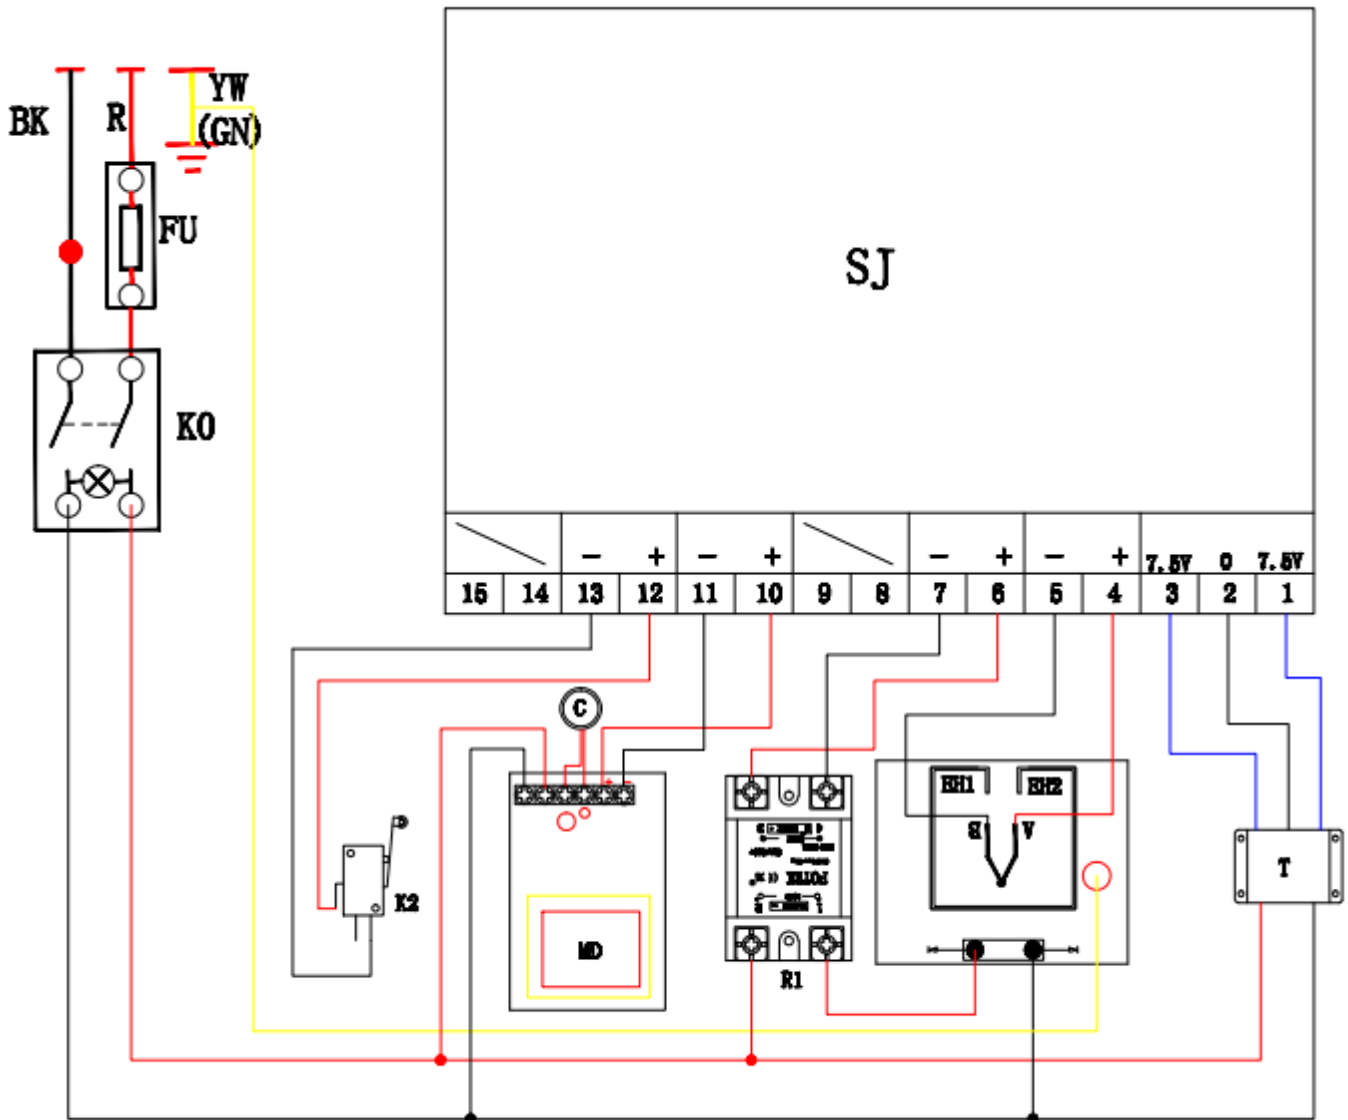 BK
R
YW
(GN)
FU
SJ
K0
- + - + - + - + 7.5V 0 7.5V
15 14 13 12 11 10 9 8 7 6 5 4 3 2 1
C
EH1 EH2
B A
K2
T
MD
R1